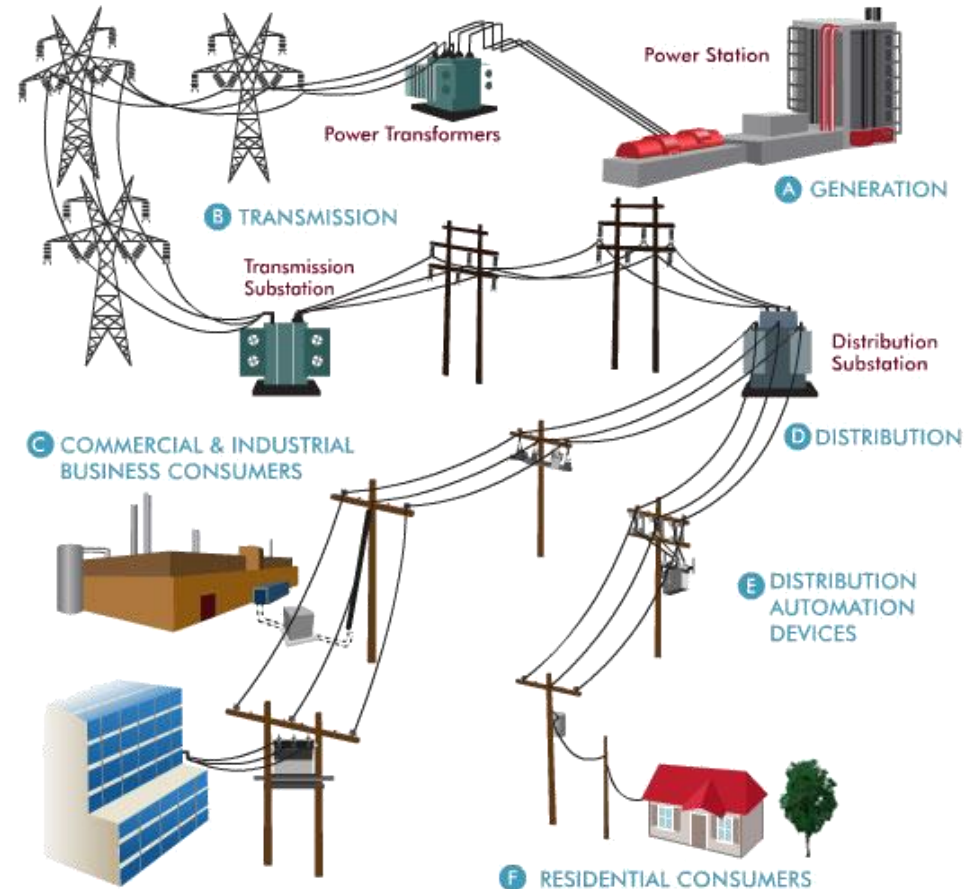 Power Station
Power Transformers
A GENERATION
B TRANSMISSION
Transmission
Substation
Distribution
Substation
C COMMERCIAL & INDUSTRIAL
BUSINESS CONSUMERS
D DISTRIBUTION
E DISTRIBUTION
AUTOMATION
DEVICES
F RESIDENTIAL CONSUMERS